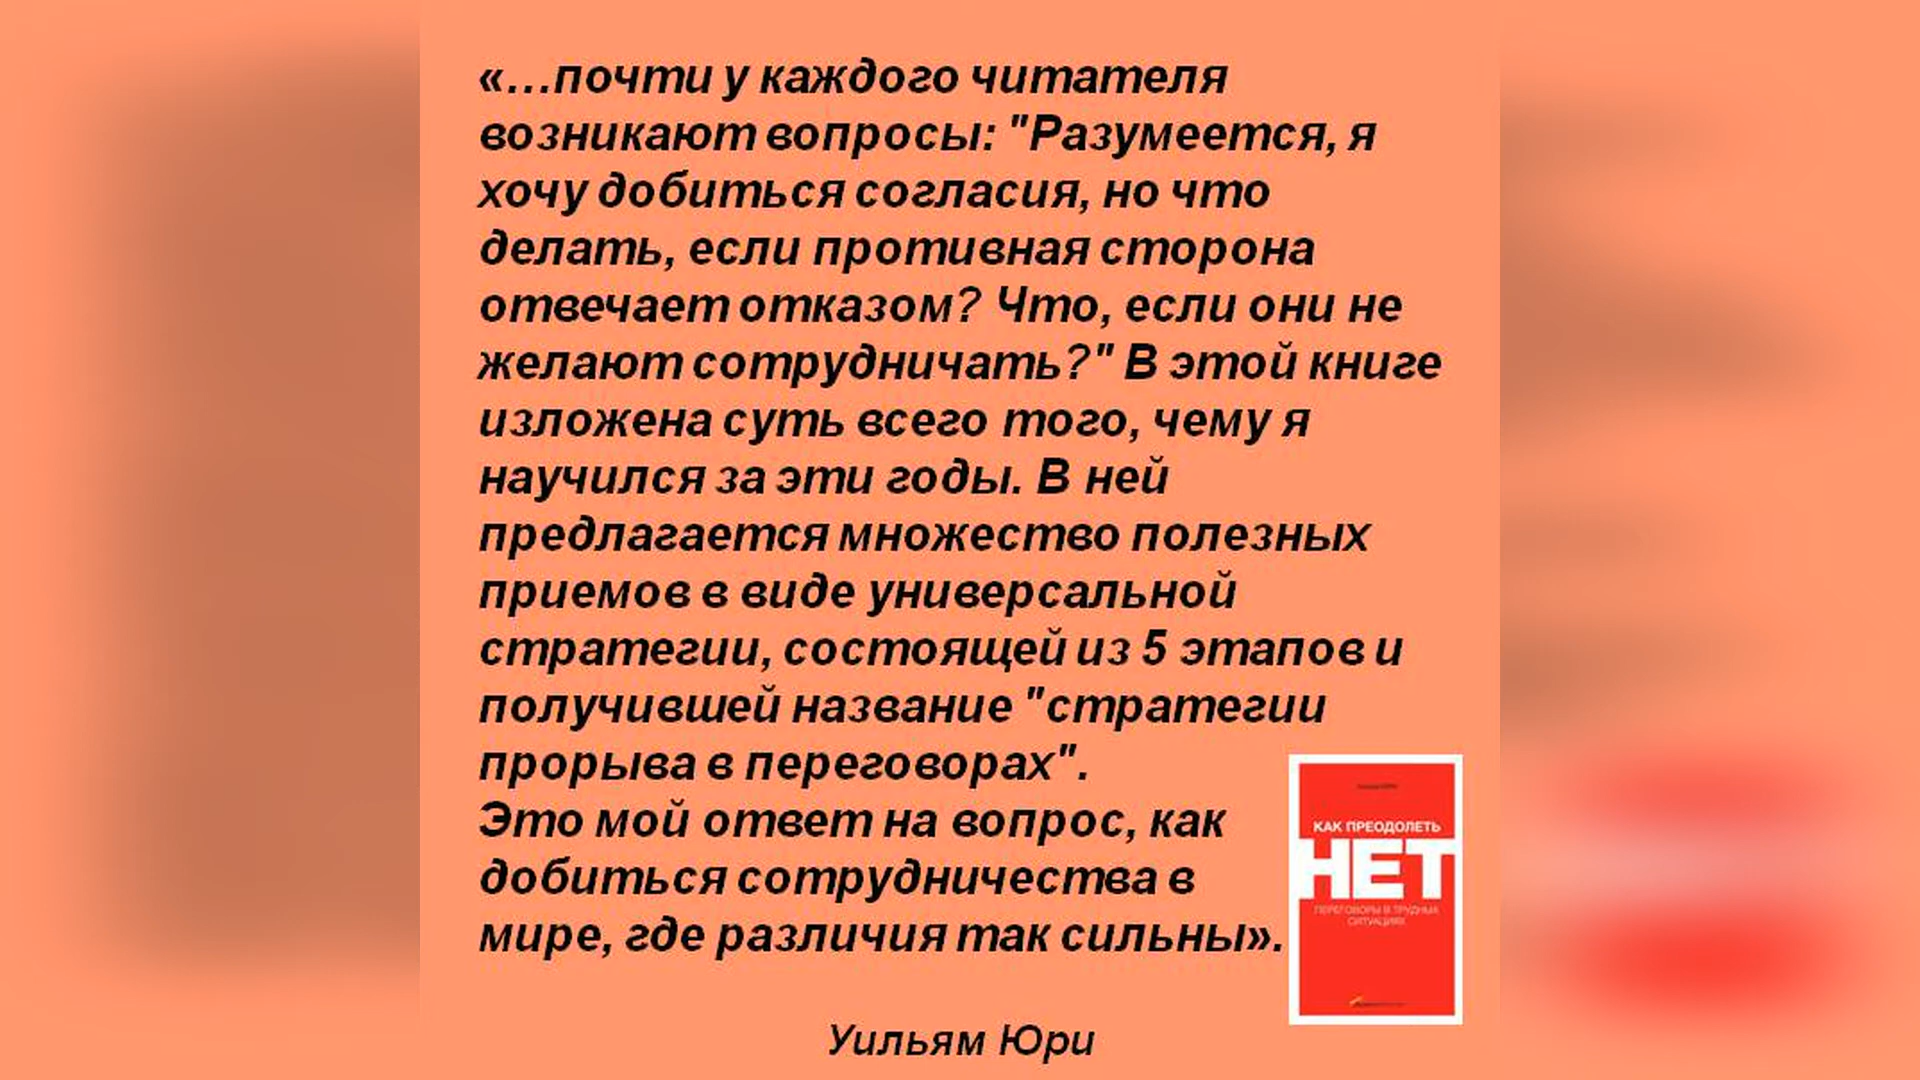 «…почти у каждого читателя
возникают вопросы: "Разумеется, я
хочу добиться согласия, но что
делать, если противная сторона
отвечает отказом? Что, если они не
желают сотрудничать?" В этой книге
изложена суть всего того, чему я
научился за эти годы. В ней
предлагается множество полезных
приемов в виде универсальной
стратегии, состоящей из 5 этапов и
получившей название "стратегии
прорыва в переговорах".
Это мой ответ на вопрос, как
добиться сотрудничества в
мире, где различия так сильны».
КАК ПРЕОДОЛЕТЬ
НЕТ
ПЕРЕГОВОРЫ В ТРУДНЫХ
СИТУАЦИЯХ
Уильям Юри